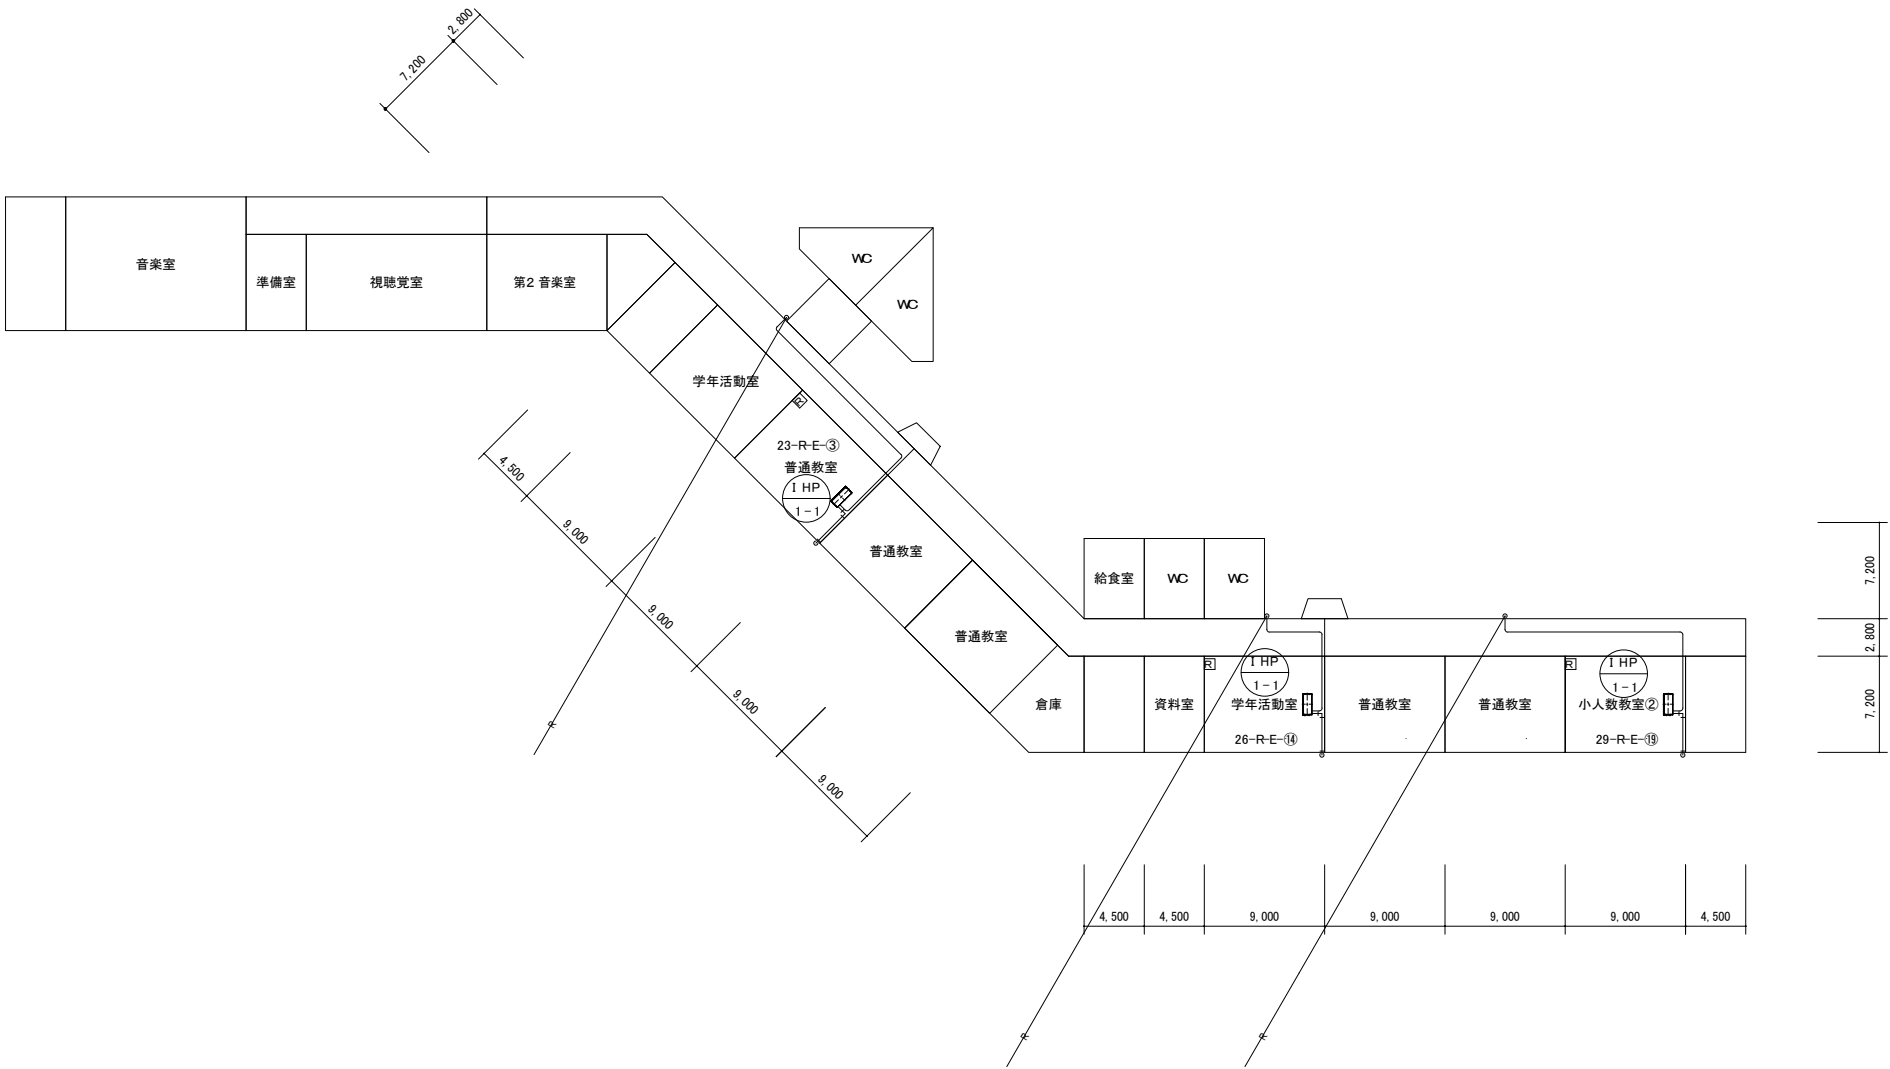 2,800
7,200
音楽室
準備室
視聴覚室
第2 音楽室
WC
WC
学年活動室
R
23-R-E-③
普通教室
I HP
1-1
普通教室
普通教室
倉庫
4,500
9,000
9,000
9,000
9,000
R
給食室
WC
WC
資料室
R
I HP
1-1
学年活動室
26-R-E-⑭
普通教室
普通教室
R
I HP
1-1
小人数教室②
29-R-E-⑲
7,200
2,800
7,200
4,500
4,500
9,000
9,000
9,000
9,000
4,500
R
R